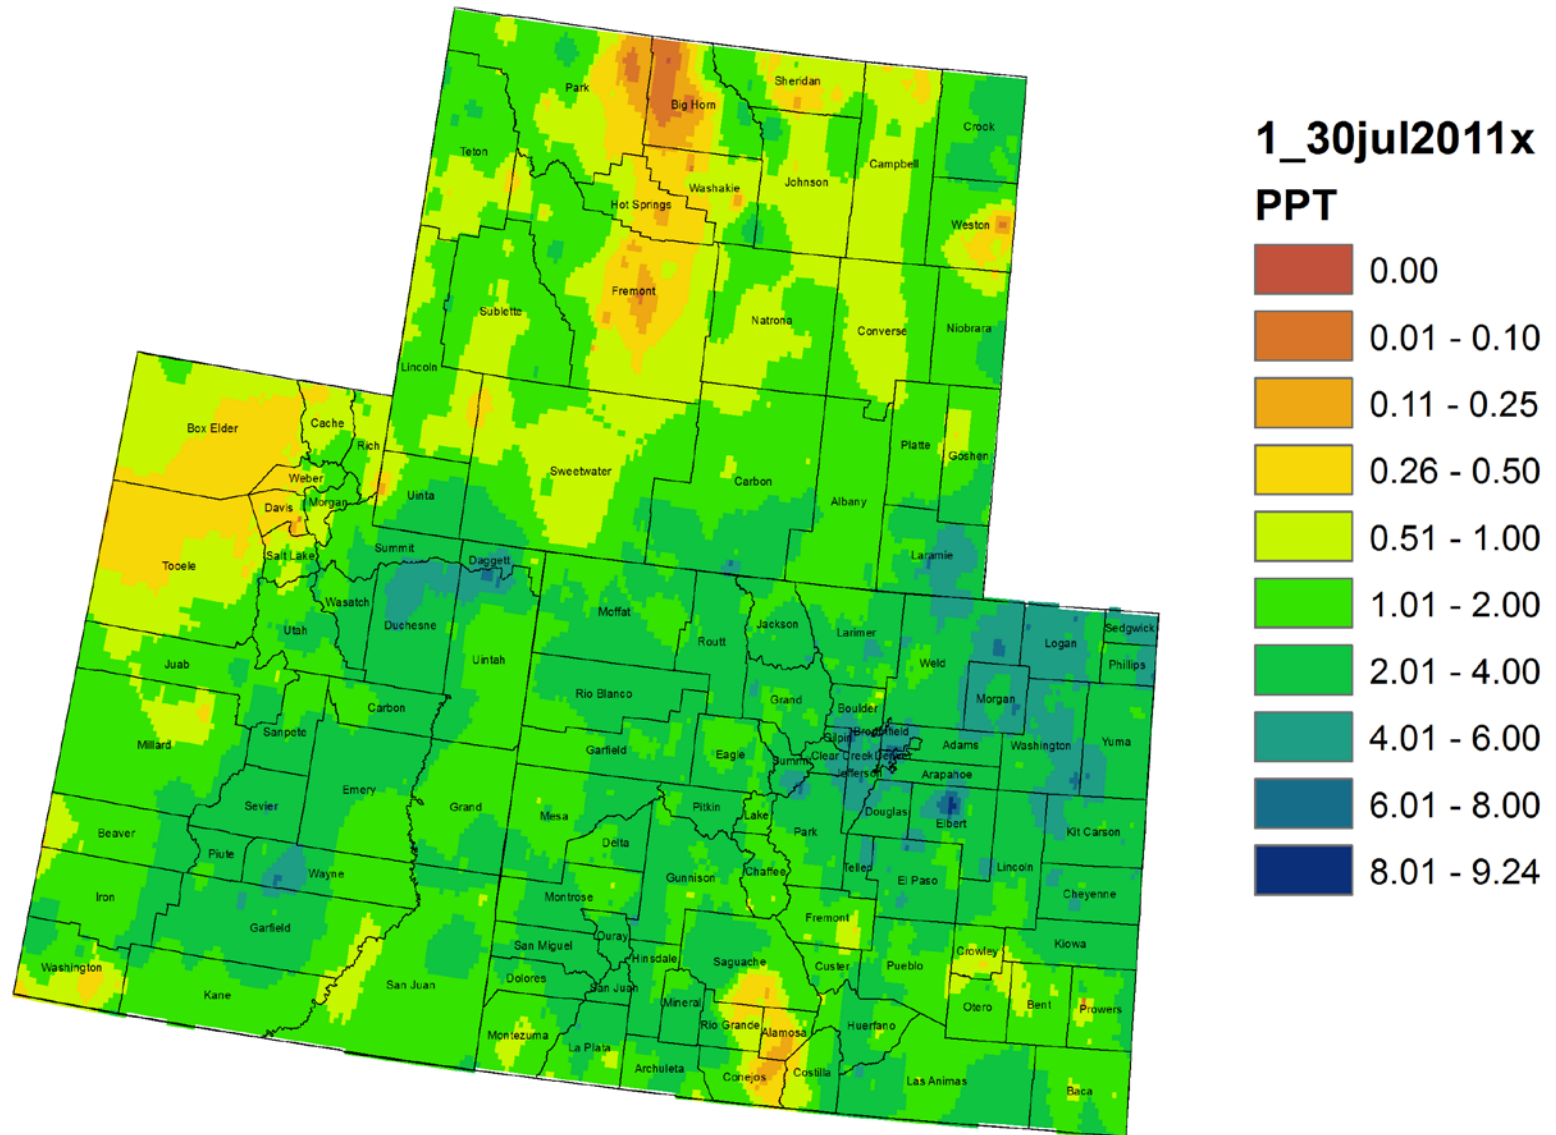 1_30jul2011x
PPT
0.00
0.01 - 0.10
0.11 - 0.25
0.26 - 0.50
0.51 - 1.00
1.01 - 2.00
2.01 - 4.00
4.01 - 6.00
6.01 - 8.00
8.01 - 9.24
Park
Big Horn
Sheridan
Crook
Teton
Campbell
Johnson
Washakie
Hot Springs
Weston
Fremont
Sublette
Natrona
Converse
Niobrara
Lincoln
Box Elder
Cache
Rich
Platte
Goshen
Weber
Sweetwater
Carbon
Uinta
Albany
Davis
Morgan
Salt Lake
Summit
Daggett
Laramie
Tooele
Wasatch
Duchesne
Moffat
Jackson
Larimer
Logan
Sedgwick
Utah
Routt
Weld
Phillips
Juab
Uintah
Rio Blanco
Grand
Morgan
Carbon
Boulder
Sanpete
Gilpin
Broomfield
Millard
Garfield
Eagle
Summit
Clear Creek
Denver
Adams
Washington
Yuma
Jefferson
Arapahoe
Emery
Sevier
Grand
Mesa
Pitkin
Lake
Park
Douglas
Elbert
Kit Carson
Beaver
Delta
Piute
Wayne
Gunnison
Chaffee
Teller
El Paso
Lincoln
Cheyenne
Iron
Montrose
Fremont
Garfield
Ouray
San Miguel
Hinsdale
Saguache
Custer
Pueblo
Crowley
Kiowa
Washington
Kane
San Juan
Dolores
San Juan
Mineral
Rio Grande
Alamosa
Huerfano
Otero
Bent
Prowers
Montezuma
La Plata
Archuleta
Conejos
Costilla
Las Animas
Baca